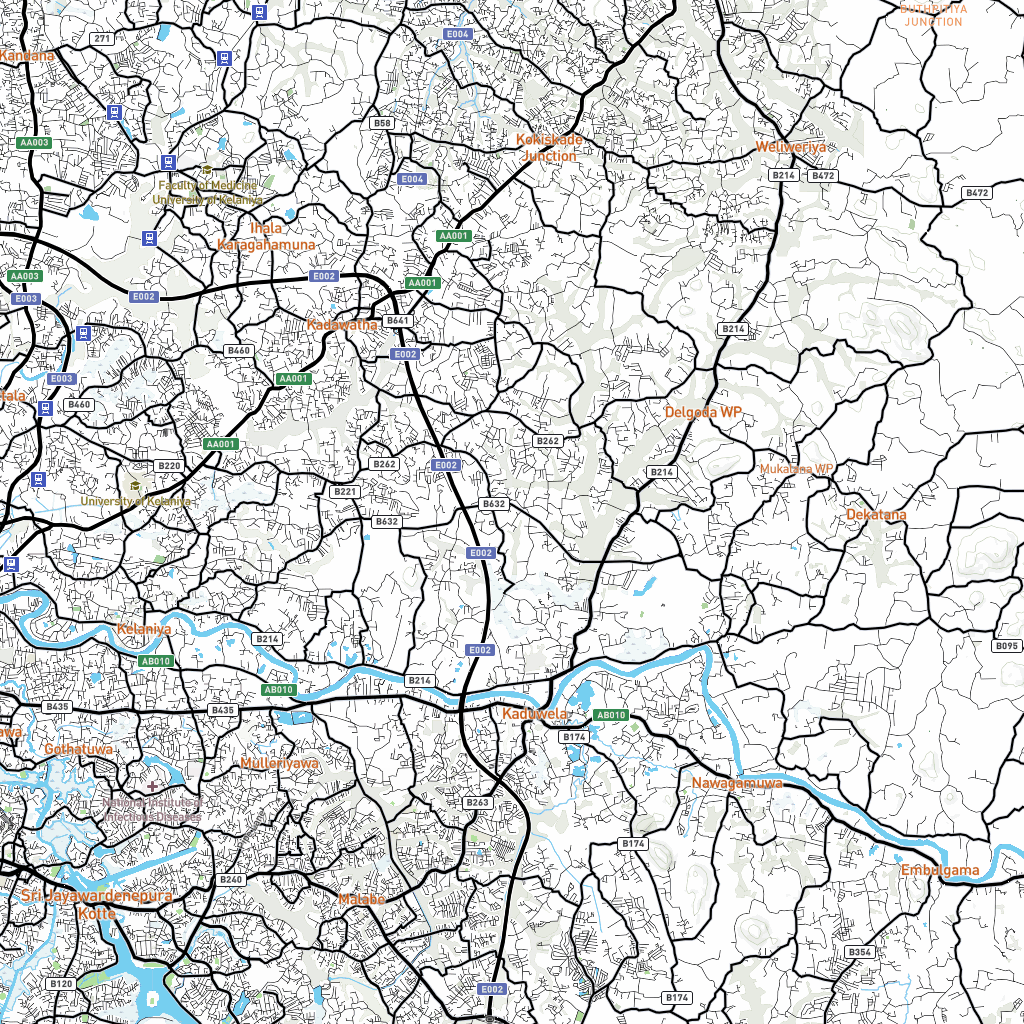 JUNCTION
E004
271
Kandana
B58
AA003
Kokiskade
Junction
Weliweriya
B214
B472
E004
B472
Faculty of Medicine
University of Kelaniya
Ihala
Karagahamuna
AA001
AA003
E002
AA001
E003
E002
Kadawatha
B641
B214
B460
E002
E003
AA001
B460
Delgoda WP
AA001
B262
B220
B262
E002
B214
Mukalana WP
B221
University of Kelaniya
B632
B632
Dekatana
E002
Kelaniya
B214
B095
E002
AB010
B214
AB010
B435
B435
Kaduwela
AB010
B174
Gothatuwa
Mulleriyawa
Nawagamuwa
B263
National Institute of
Infectious Diseases
B174
B240
Embulgama
Sri Jayawardenepura
Kotte
Malabe
B354
B120
E002
B174